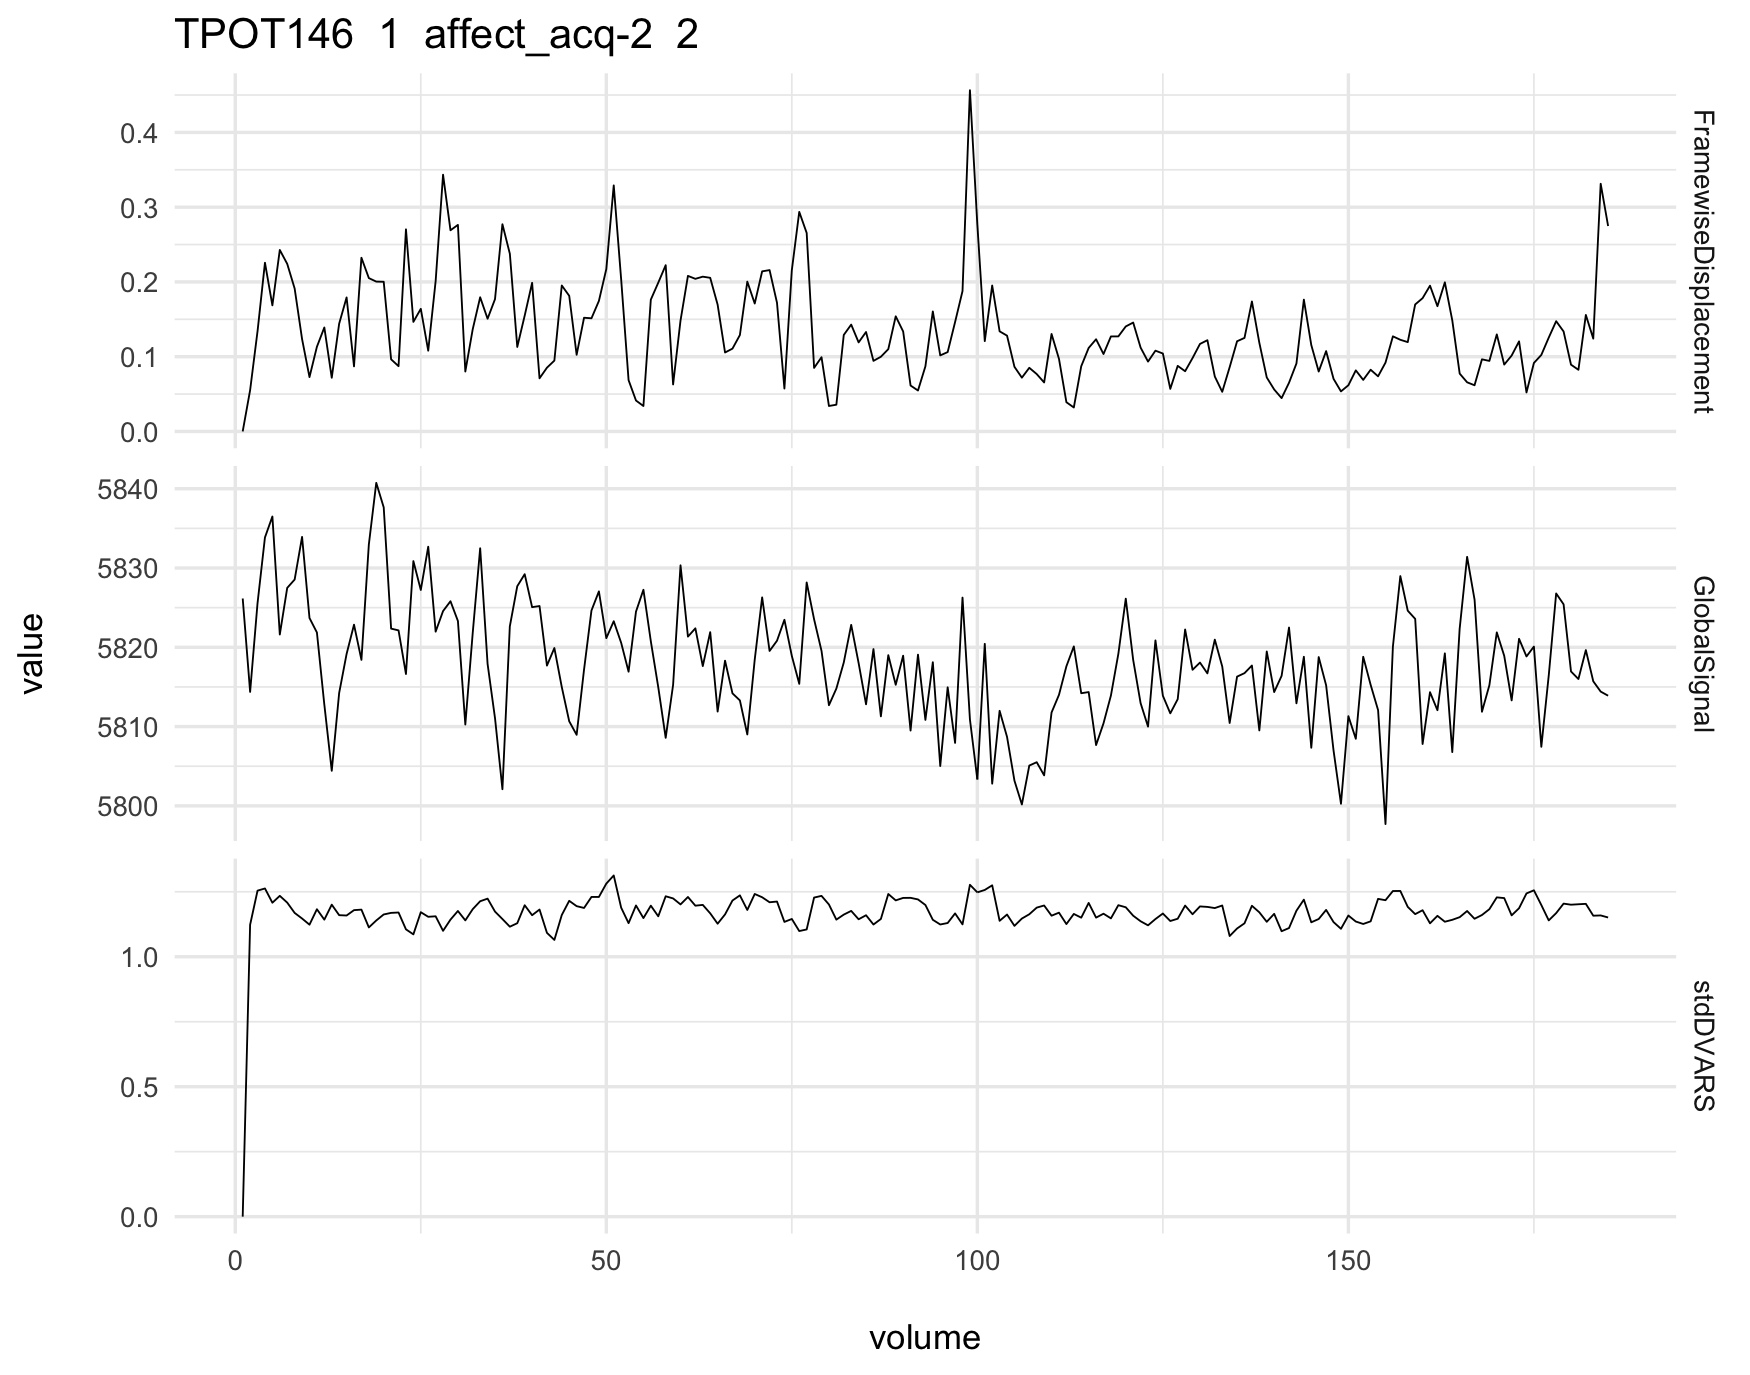 TPOT146 1 affect_acq-2 2
0.4
0.3
0.2
0.1
0.0
FramewiseDisplacement
5840
5830
5820
5810
5800
GlobalSignal
value
1.0
0.5
0.0
stdDVARS
0 50 100 150
volume